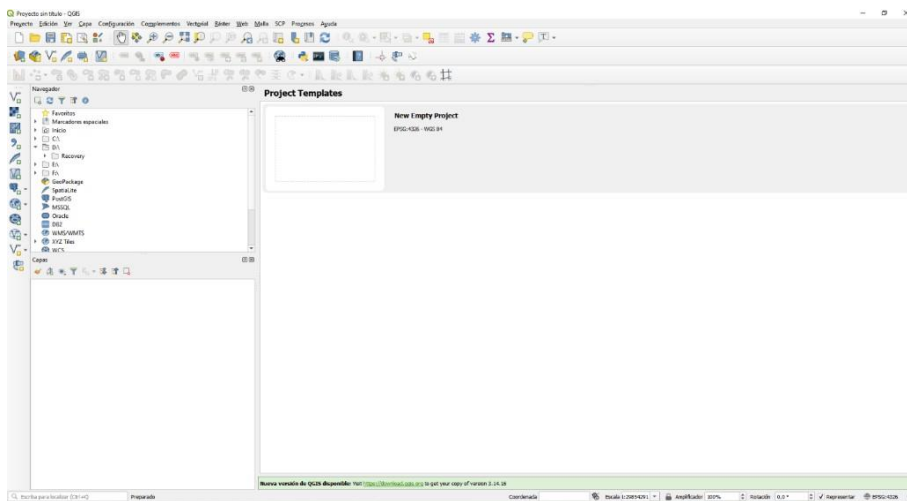 Proyecto sin título - QGIS
Proyecto Edición Ver Capa Configuración Complementos Vectorial Ráster Web Malla SCP Procesos Ayuda
Navegador
Favoritos
Marcadores espaciales
Inicio
C:\
D:\
Recovery
E:\
F:\
GeoPackage
SpatiaLite
PostGIS
MSSQL
Oracle
DB2
WMS/WMTS
XYZ Tiles
WCS
Capas
Project Templates
New Empty Project
EPSG:4326 - WGS 84
Nueva versión de QGIS disponible: Visit https://download.qgis.org to get your copy of version 3.14.16
Escriba para localizar (Ctrl+K)
Preparado
Coordenada
Escala 1:29854291
Amplificador 100%
Rotación 0,0 °
Representar
EPSG:4326